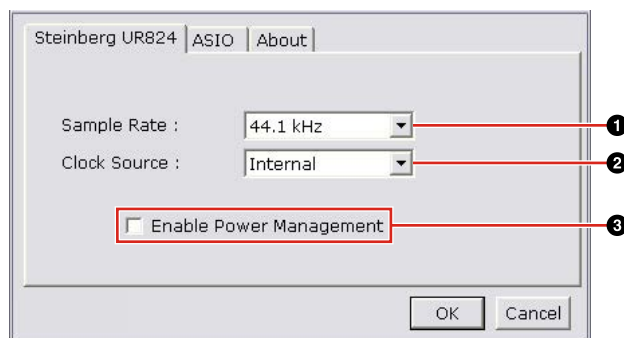 Steinberg UR824 ASIO About
Sample Rate : 44.1 kHz 1
Clock Source : Internal 2
Enable Power Management 3
OK Cancel